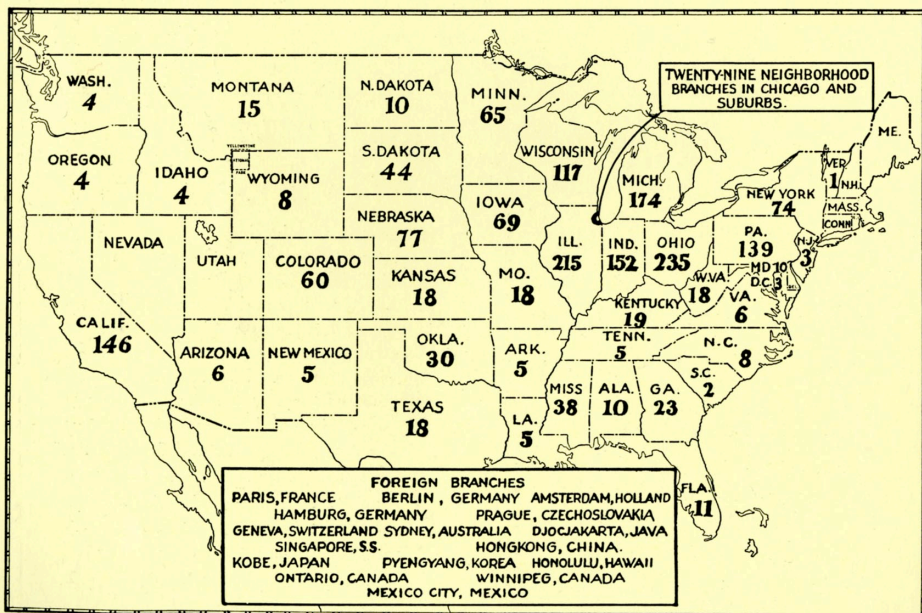 TWENTY-NINE NEIGHBORHOOD
BRANCHES IN CHICAGO AND
SUBURBS.
WASH.
4
MONTANA
15
N.DAKOTA
10
MINN.
65
ME.
OREGON
4
IDAHO
4
YELLOWSTONE
WYOMING
8
S.DAKOTA
44
WISCONSIN
117
MICH.
174
VER.
1
N.H.
NEW YORK
74
MASS.
CONN.
NEVADA
UTAH
COLORADO
60
NEBRASKA
77
IOWA
69
ILL.
215
IND.
152
OHIO
235
PA.
139
N.J.
3
MD 10
D.C. 3
W.VA.
18
VA.
6
KANSAS
18
MO.
18
KENTUCKY
19
CALIF.
146
ARIZONA
6
NEW MEXICO
5
OKLA.
30
ARK.
5
TENN.
5
N.C.
8
S.C.
2
TEXAS
18
LA.
5
MISS
38
ALA.
10
GA.
23
FLA.
11
FOREIGN BRANCHES
PARIS, FRANCE BERLIN, GERMANY AMSTERDAM, HOLLAND
HAMBURG, GERMANY PRAGUE, CZECHOSLOVAKIA
GENEVA, SWITZERLAND SYDNEY, AUSTRALIA DJOCJAKARTA, JAVA
SINGAPORE, S.S. HONGKONG, CHINA.
KOBE, JAPAN PYENGYANG, KOREA HONOLULU, HAWAII
ONTARIO, CANADA WINNIPEG, CANADA
MEXICO CITY, MEXICO